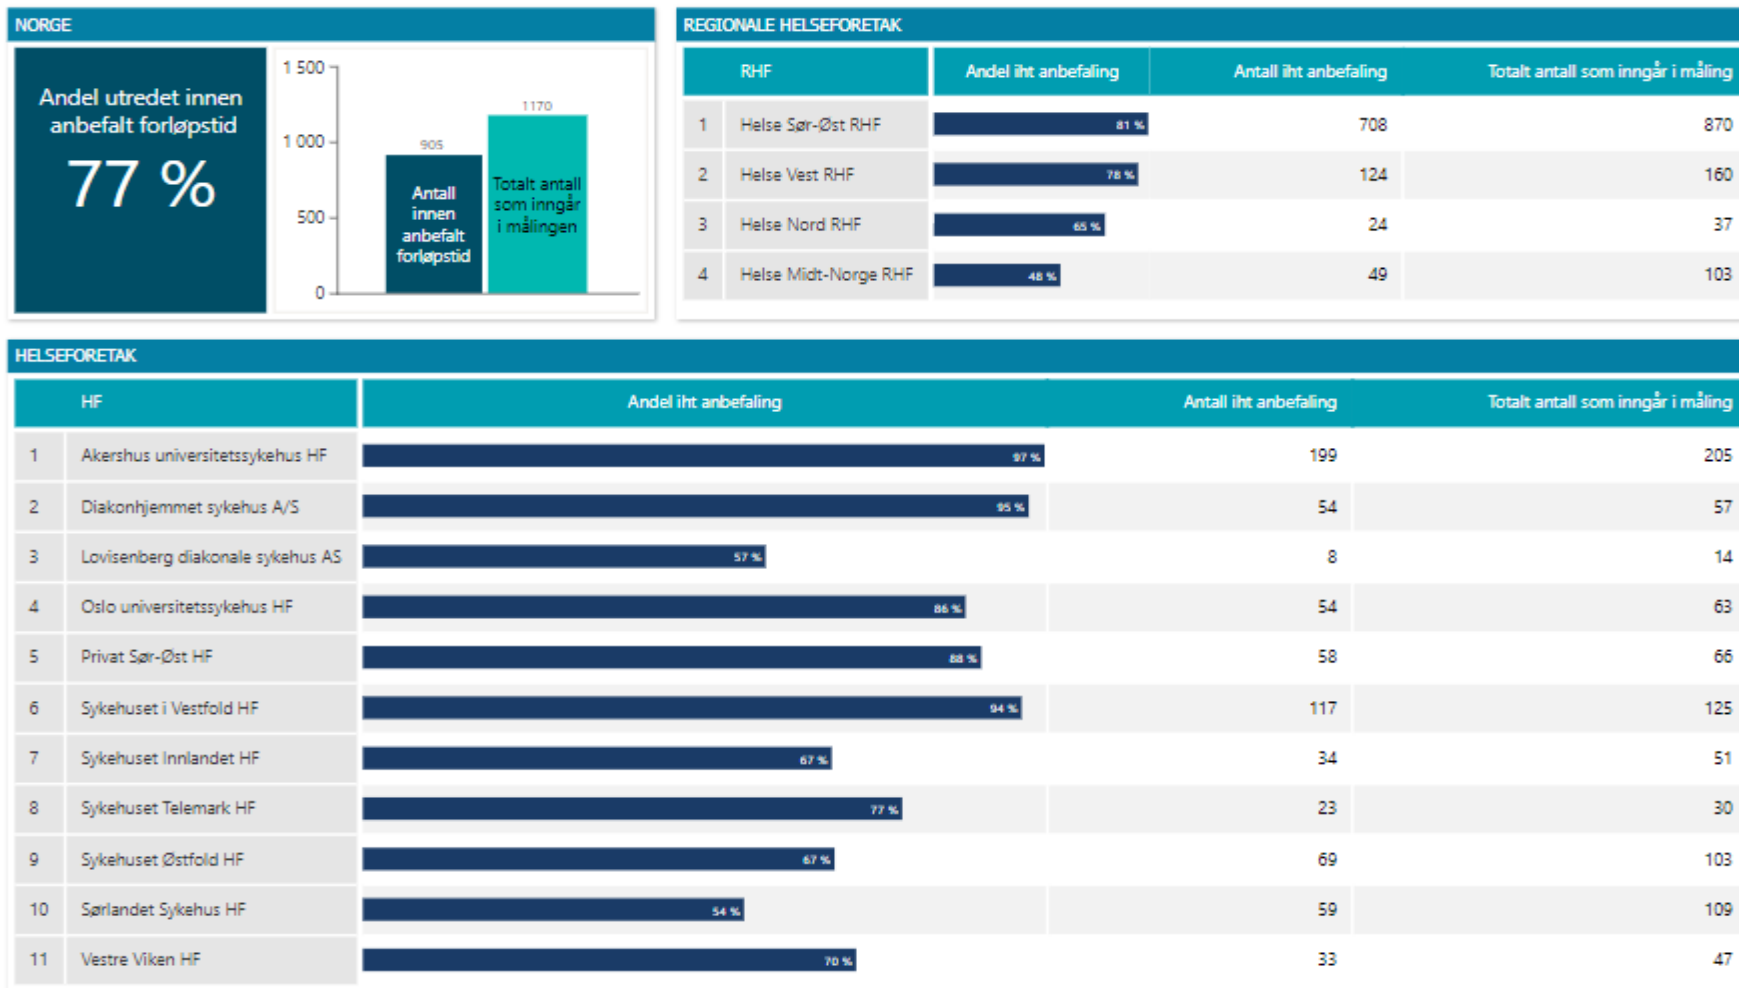 NORGE
Andel utredet innen
anbefalt forløpstid
77 %
1 500
1 000
500
0
905
1170
Antall
innen
anbefalt
forløpstid
Totalt antall
som inngår
i målingen
REGIONALE HELSEFORETAK
RHF Andel iht anbefaling Antall iht anbefaling Totalt antall som inngår i måling
1 Helse Sør-Øst RHF 81 % 708 870
2 Helse Vest RHF 78 % 124 160
3 Helse Nord RHF 65 % 24 37
4 Helse Midt-Norge RHF 48 % 49 103
HELSEFORETAK
HF Andel iht anbefaling Antall iht anbefaling Totalt antall som inngår i måling
1 Akershus universitetssykehus HF 97 % 199 205
2 Diakonhjemmet sykehus A/S 95 % 54 57
3 Lovisenberg diakonale sykehus AS 57 % 8 14
4 Oslo universitetssykehus HF 86 % 54 63
5 Privat Sør-Øst HF 88 % 58 66
6 Sykehuset i Vestfold HF 94 % 117 125
7 Sykehuset Innlandet HF 67 % 34 51
8 Sykehuset Telemark HF 77 % 23 30
9 Sykehuset Østfold HF 67 % 69 103
10 Sørlandet Sykehus HF 54 % 59 109
11 Vestre Viken HF 70 % 33 47